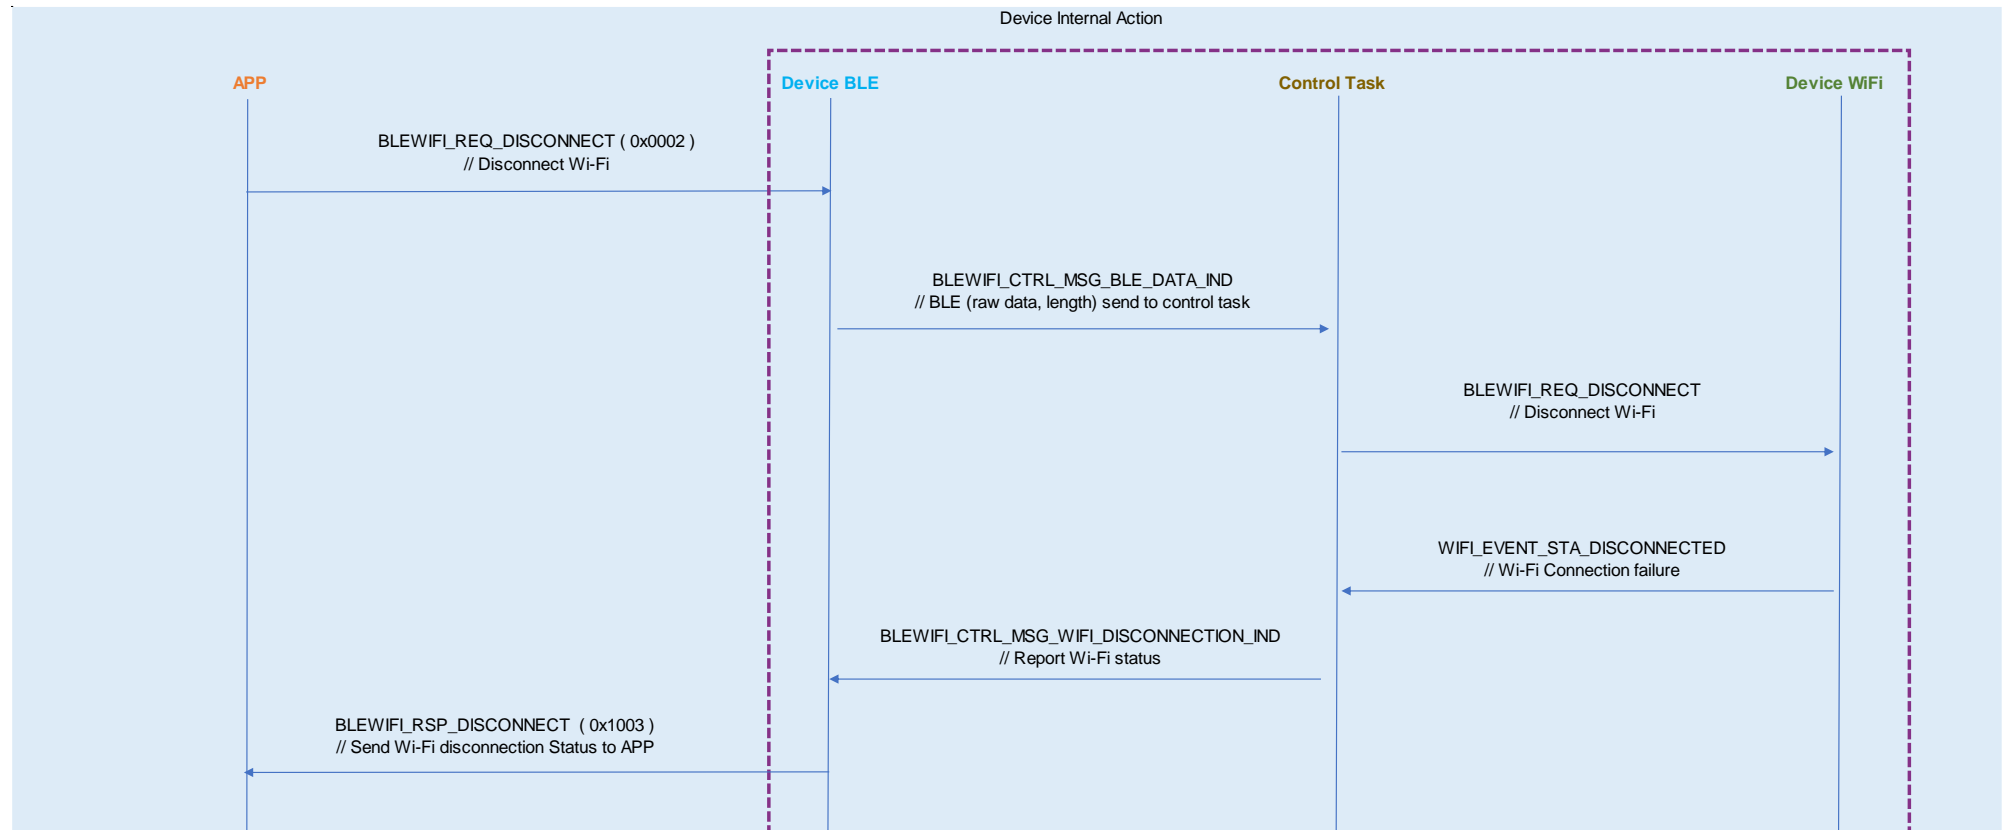 Device Internal Action
APP
Device BLE
Control Task
Device WiFi
BLEWIFI_REQ_DISCONNECT ( 0x0002 )
// Disconnect Wi-Fi
BLEWIFI_CTRL_MSG_BLE_DATA_IND
// BLE (raw data, length) send to control task
BLEWIFI_REQ_DISCONNECT
// Disconnect Wi-Fi
WIFI_EVENT_STA_DISCONNECTED
// Wi-Fi Connection failure
BLEWIFI_CTRL_MSG_WIFI_DISCONNECTION_IND
// Report Wi-Fi status
BLEWIFI_RSP_DISCONNECT ( 0x1003 )
// Send Wi-Fi disconnection Status to APP